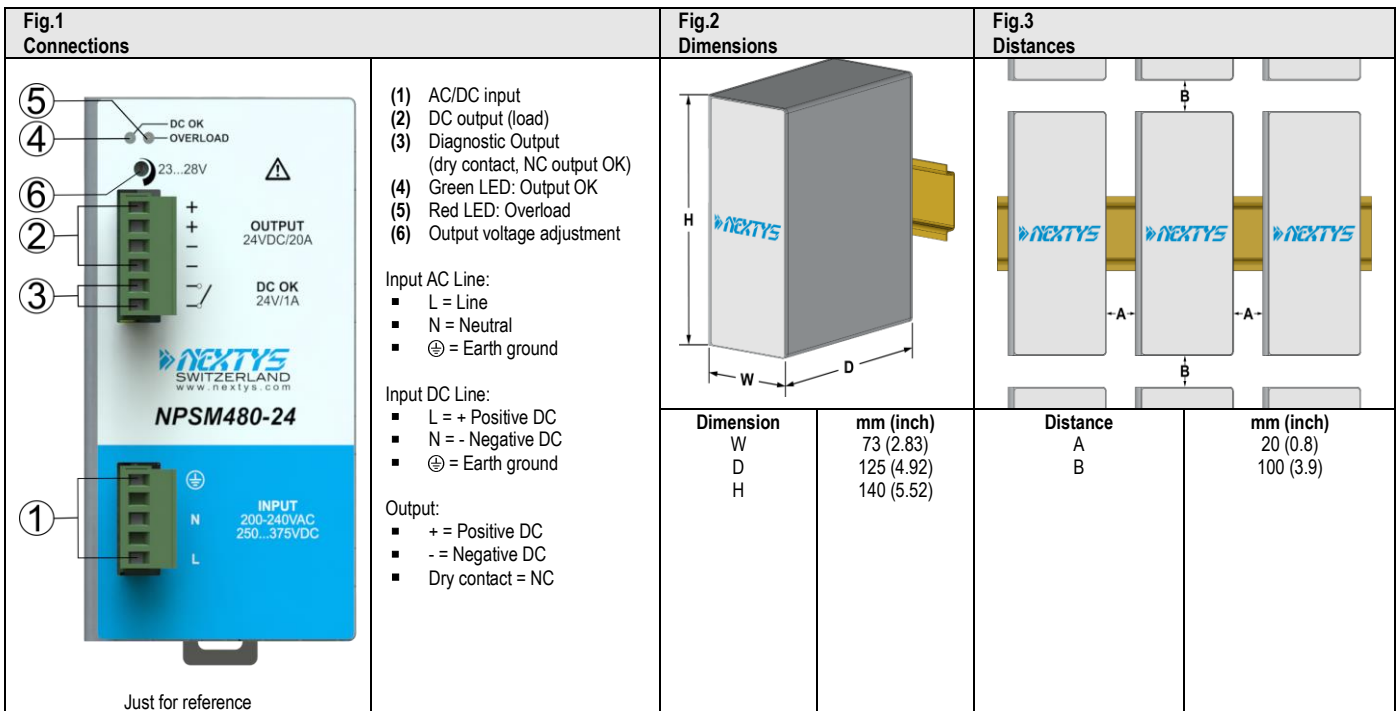 Fig.1
Connections
Fig.2
Dimensions
Fig.3
Distances
5
4
6
2
3
1
DC OK
OVERLOAD
23...28V
+
+
-
-
OUTPUT
24VDC/20A
DC OK
24V/1A
NEXTYS
SWITZERLAND
www.nextys.com
NPSM480-24
N
L
INPUT
200-240VAC
250...375VDC
Just for reference
(1) AC/DC input
(2) DC output (load)
(3) Diagnostic Output
(dry contact, NC output OK)
(4) Green LED: Output OK
(5) Red LED: Overload
(6) Output voltage adjustment
Input AC Line:
▪ L = Line
▪ N = Neutral
▪ ⏚ = Earth ground
Input DC Line:
▪ L = + Positive DC
▪ N = - Negative DC
▪ ⏚ = Earth ground
Output:
▪ + = Positive DC
▪ - = Negative DC
▪ Dry contact = NC
H
NEXTYS
W
D
Dimension mm (inch)
W 73 (2.83)
D 125 (4.92)
H 140 (5.52)
B
NEXTYS NEXTYS NEXTYS
A A
B
Distance mm (inch)
A 20 (0.8)
B 100 (3.9)